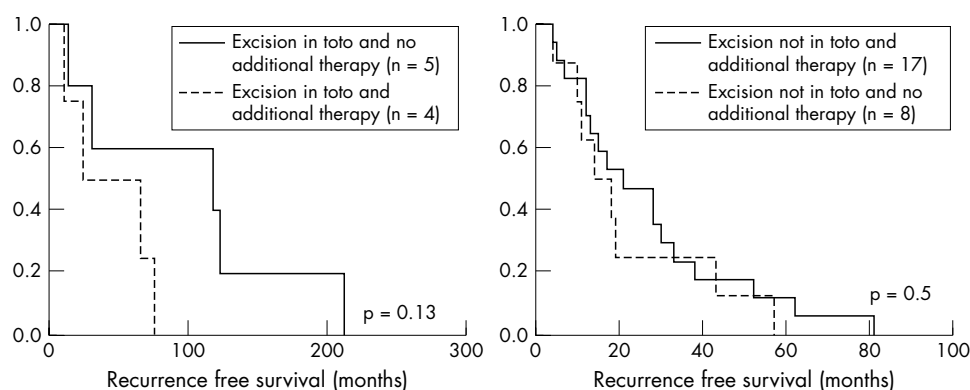 1.0
0.8
0.6
0.4
0.2
0.0
Excision in toto and no
additional therapy (n = 5)
Excision in toto and
additional therapy (n = 4)
p = 0.13
0
100
200
300
Recurrence free survival (months)
1.0
0.8
0.6
0.4
0.2
0.0
Excision not in toto and
additional therapy (n = 17)
Excision not in toto and no
additional therapy (n = 8)
p = 0.5
0
20
40
60
80
100
Recurrence free survival (months)